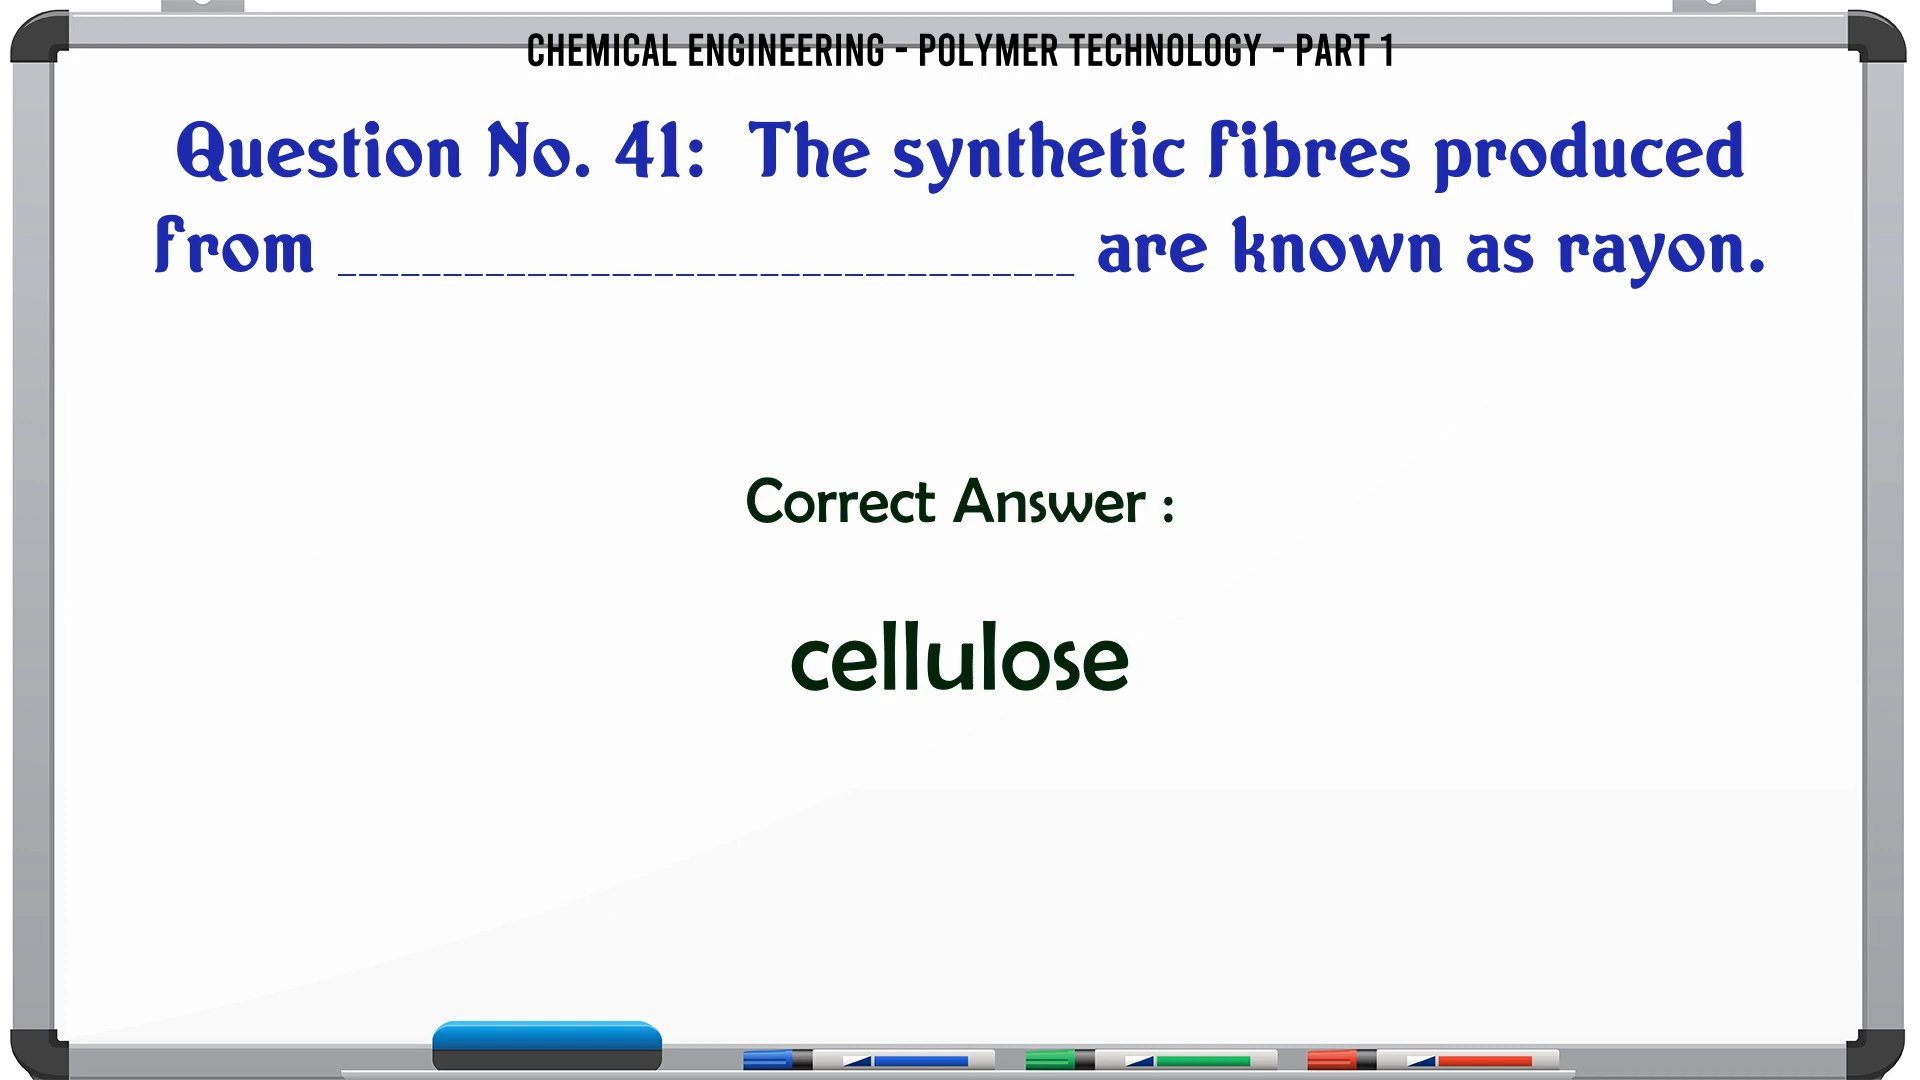 CHEMICAL ENGINEERING - POLYMER TECHNOLOGY - PART 1
Question No. 41: The synthetic fibres produced
from ___________________________________ are known as rayon.
Correct Answer :
cellulose